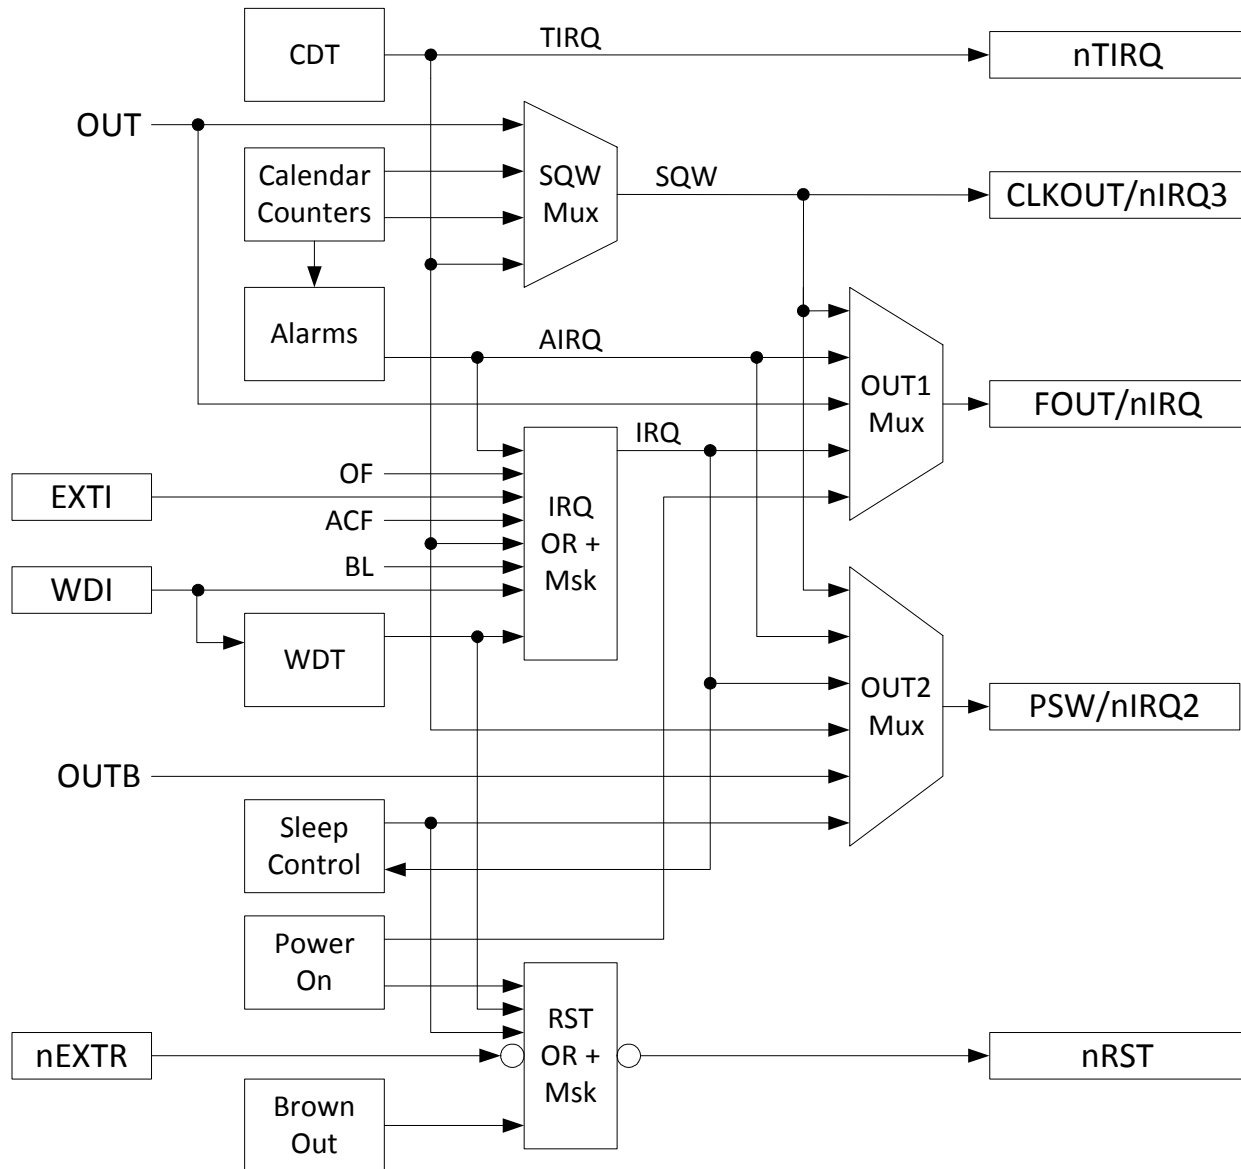 CDT
TIRQ
nTIRQ
OUT
Calendar
Counters
SQW
Mux
SQW
CLKOUT/nIRQ3
Alarms
AIRQ
OUT1
Mux
FOUT/nIRQ
IRQ
OF
EXTI
ACF
IRQ
OR +
Msk
BL
WDI
WDT
OUT2
Mux
PSW/nIRQ2
OUTB
Sleep
Control
Power
On
nEXTR
RST
OR +
Msk
nRST
Brown
Out